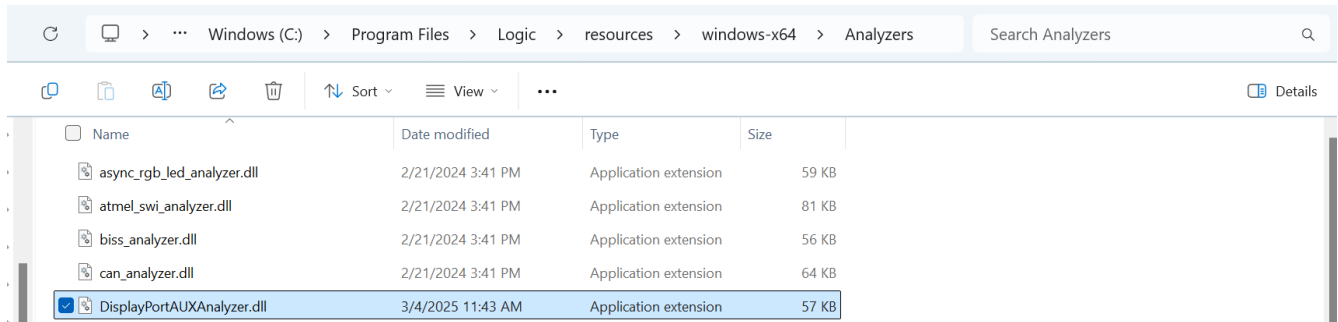 Windows (C:) > Program Files > Logic > resources > windows-x64 > Analyzers Search Analyzers
Sort View Details
Name Date modified Type Size
async_rgb_led_analyzer.dll 2/21/2024 3:41 PM Application extension 59 KB
atmel_swi_analyzer.dll 2/21/2024 3:41 PM Application extension 81 KB
biss_analyzer.dll 2/21/2024 3:41 PM Application extension 56 KB
can_analyzer.dll 2/21/2024 3:41 PM Application extension 64 KB
DisplayPortAUXAnalyzer.dll 3/4/2025 11:43 AM Application extension 57 KB